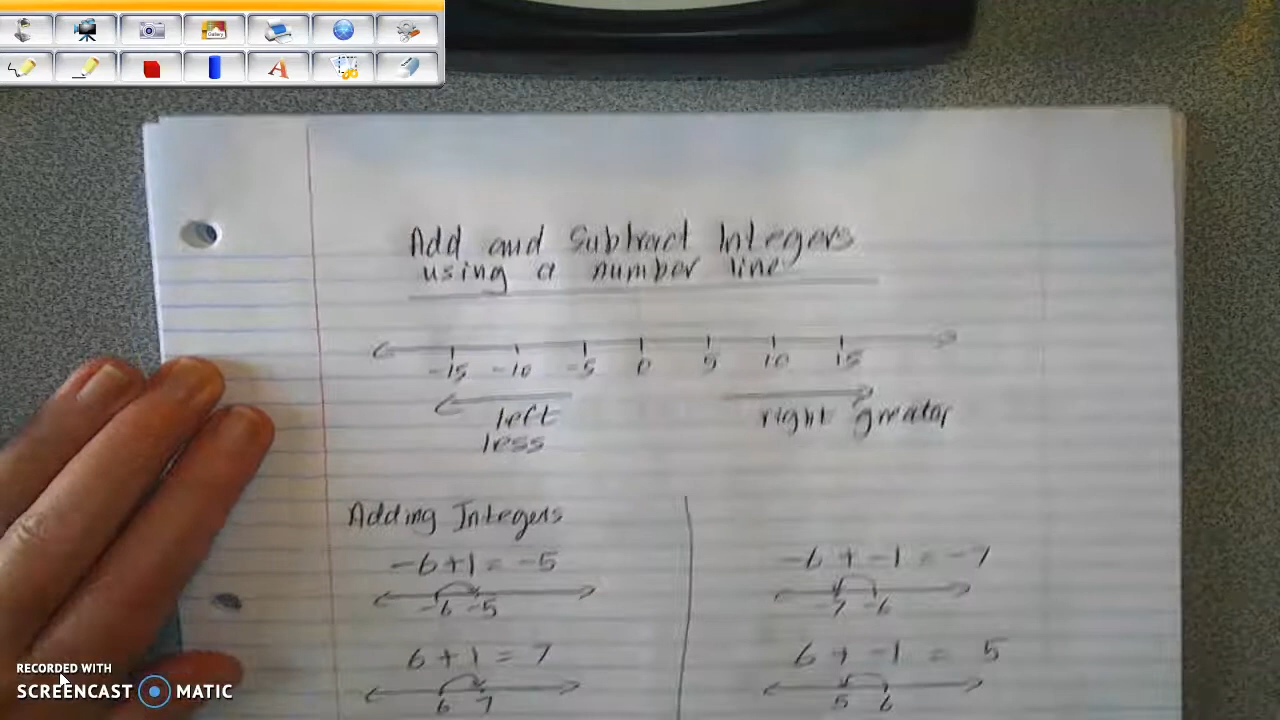 Gallery
A
Add and Subtract Integers
using a number line
-15 -10 -5 0 5 10 15
left
less
right greater
Adding Integers
-6+1= -5
-6 -5
6 + 1 = 7
6 7
-6 + -1 = -7
-7 -6
6 + -1 = 5
5 6
RECORDED WITH
SCREENCAST MATIC